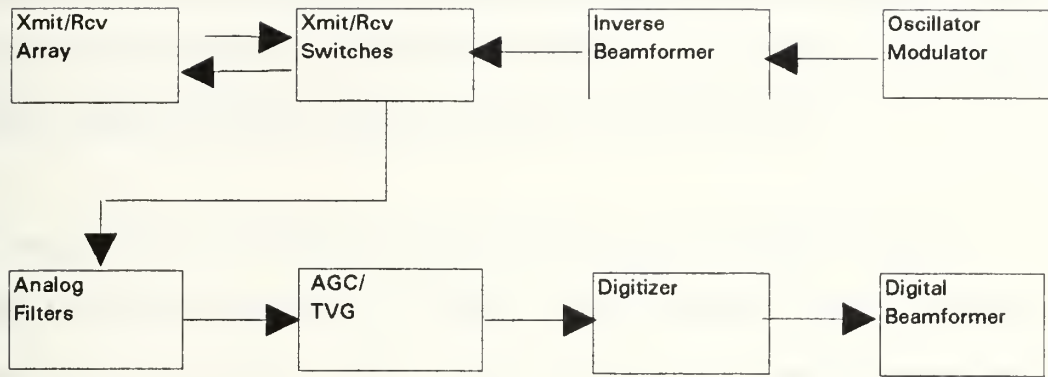 Xmit/Rcv
Array
Xmit/Rcv
Switches
Inverse
Beamformer
Oscillator
Modulator
Analog
Filters
AGC/
TVG
Digitizer
Digital
Beamformer